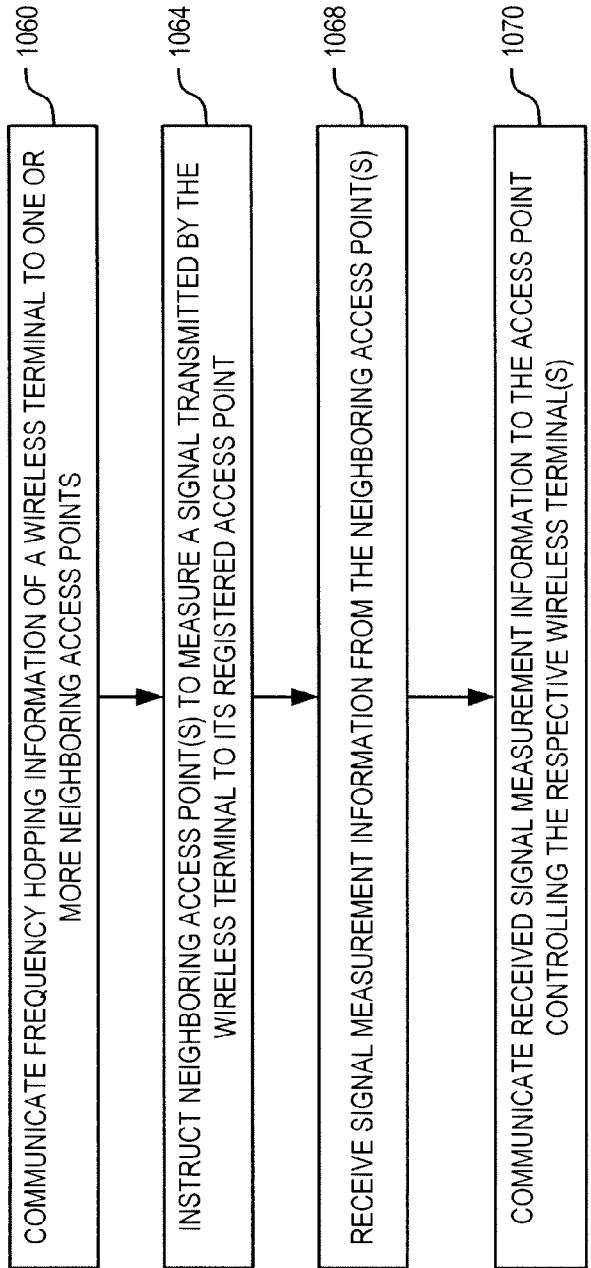 COMMUNICATE FREQUENCY HOPPING INFORMATION OF A WIRELESS TERMINAL TO ONE OR
MORE NEIGHBORING ACCESS POINTS
1060
INSTRUCT NEIGHBORING ACCESS POINT(S) TO MEASURE A SIGNAL TRANSMITTED BY THE
WIRELESS TERMINAL TO ITS REGISTERED ACCESS POINT
1064
RECEIVE SIGNAL MEASUREMENT INFORMATION FROM THE NEIGHBORING ACCESS POINT(S)
1068
COMMUNICATE RECEIVED SIGNAL MEASUREMENT INFORMATION TO THE ACCESS POINT
CONTROLLING THE RESPECTIVE WIRELESS TERMINAL(S)
1070